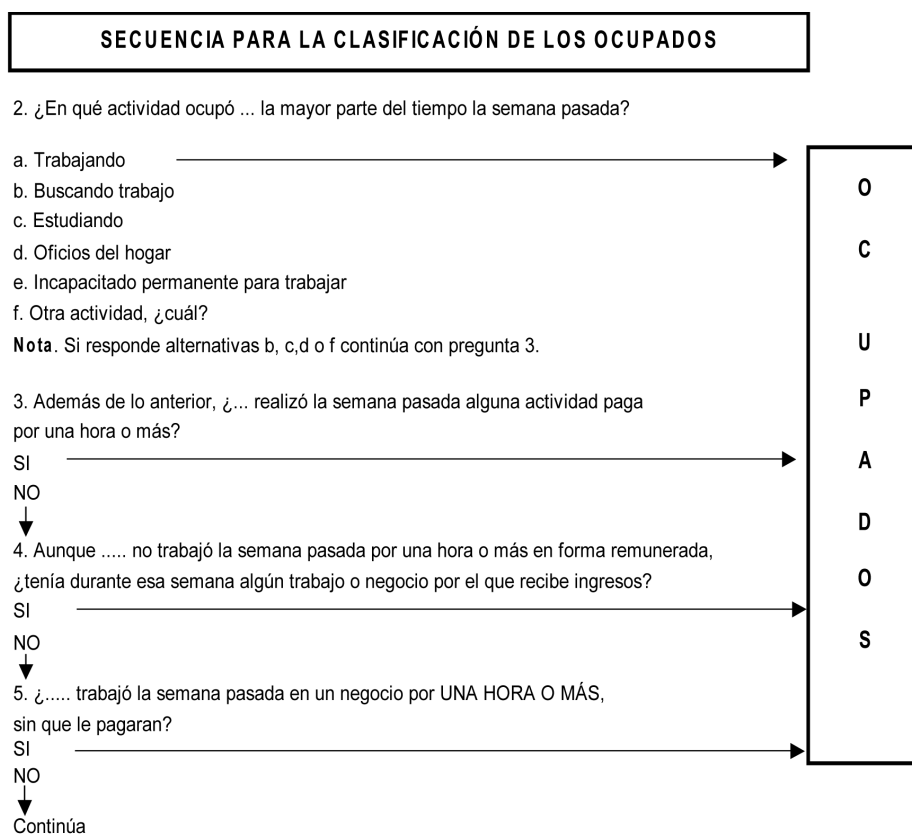 SECUENCIA PARA LA CLASIFICACIÓN DE LOS OCUPADOS
2. ¿En qué actividad ocupó ... la mayor parte del tiempo la semana pasada?
a. Trabajando
b. Buscando trabajo
c. Estudiando
d. Oficios del hogar
e. Incapacitado permanente para trabajar
f. Otra actividad, ¿cuál?
Nota. Si responde alternativas b, c,d o f continúa con pregunta 3.
3. Además de lo anterior, ¿... realizó la semana pasada alguna actividad paga
por una hora o más?
SI
NO
4. Aunque ..... no trabajó la semana pasada por una hora o más en forma remunerada,
¿tenía durante esa semana algún trabajo o negocio por el que recibe ingresos?
SI
NO
5. ¿..... trabajó la semana pasada en un negocio por UNA HORA O MÁS,
sin que le pagaran?
SI
NO
Continúa
O
C
U
P
A
D
O
S